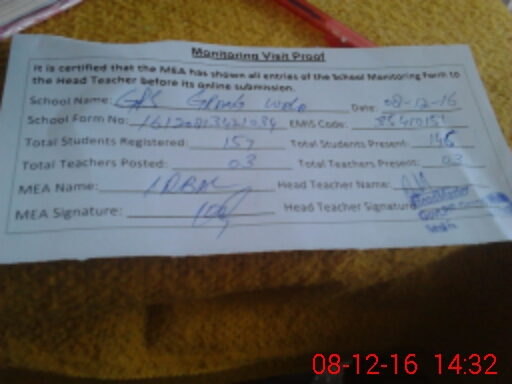 Monitoring Visit Proof
It is certified that the MEA has shown all entries of the School Monitoring Form to
the Head Teacher before its online submission.
School Name: GPS Date: 08-12-16
School Form No: EMIS Code:
Total Students Registered: 157 Total Students Present: 146
Total Teachers Posted: 03 Total Teachers Present: 03
MEA Name: Head Teacher Name:
MEA Signature: Head Teacher Signature
08-12-16 14:32